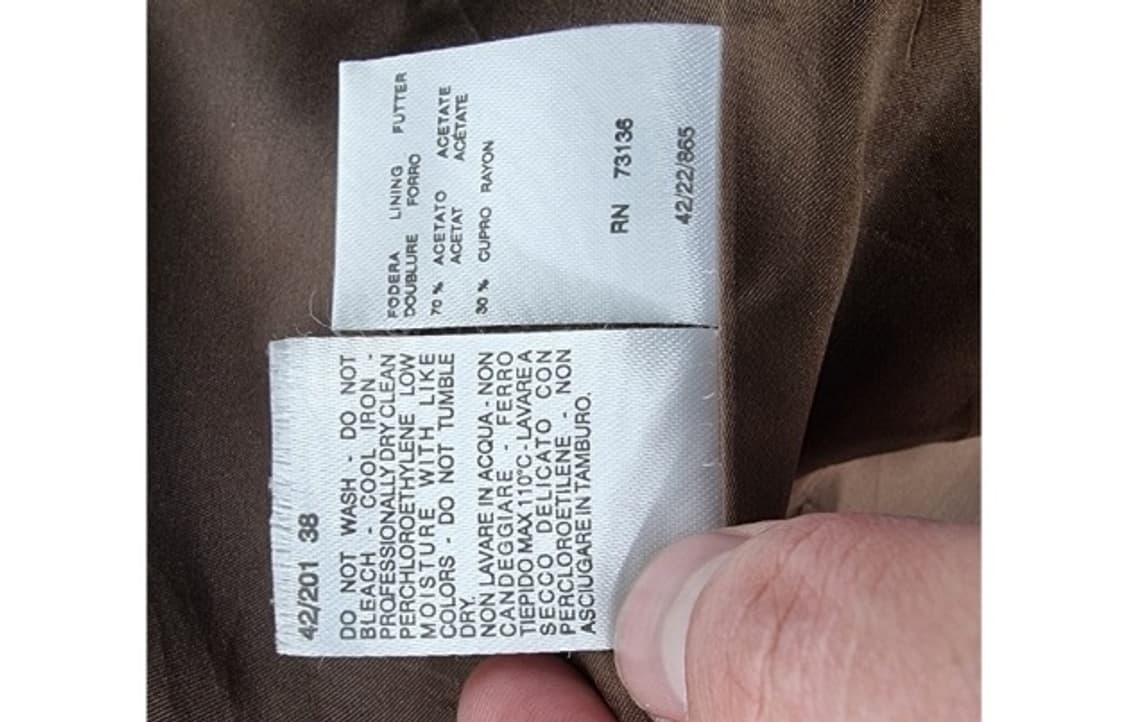 FODERA LINING FUTTER
DOUBLURE FORRO
70 % ACETATO ACETATE
ACETAT ACÉTATE
30 % CUPRO RAYON
RN 73136
42/22/865
42/201 38
DO NOT WASH - DO NOT
BLEACH - COOL IRON -
PROFESSIONALLY DRY CLEAN
PERCHLOROETHYLENE LOW
MOISTURE WITH LIKE
COLORS - DO NOT TUMBLE
DRY.
NON LAVARE IN ACQUA - NON
CANDEGGIARE - FERRO
TIEPIDO MAX 110°C - LAVARE A
SECCO DELICATO CON
PERCLOROETILENE - NON
ASCIUGARE IN TAMBURO.